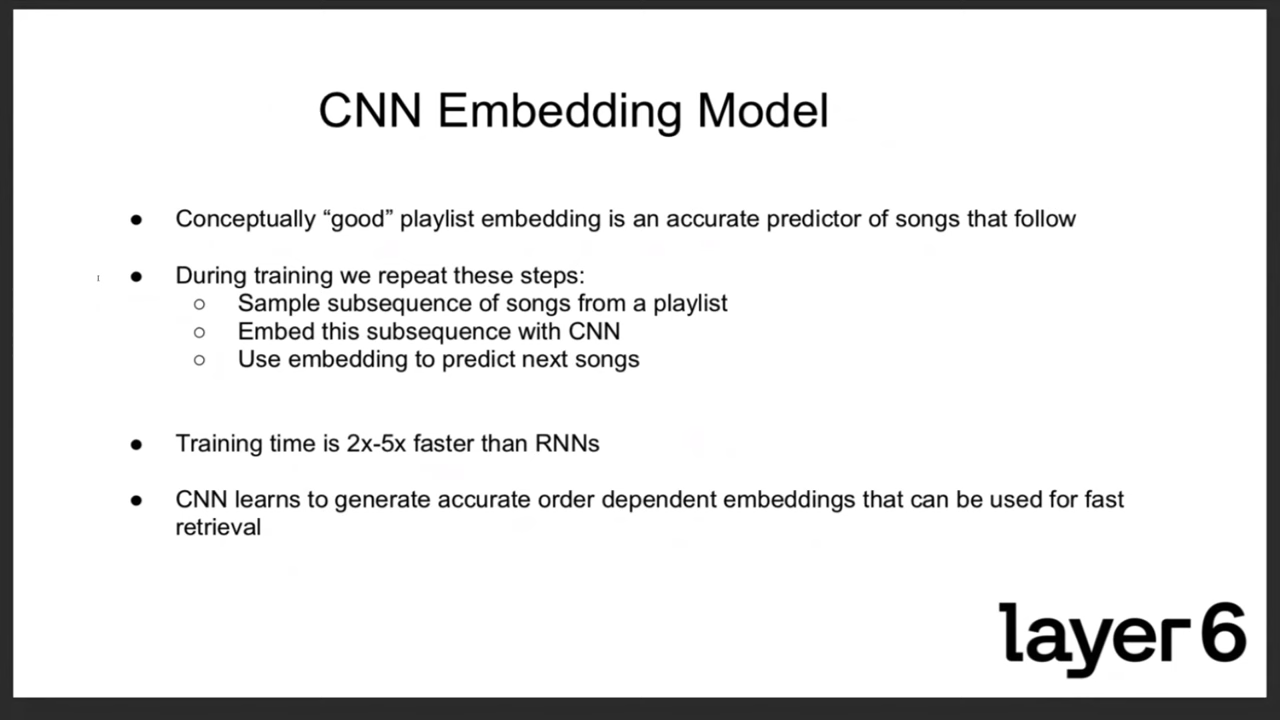 CNN Embedding Model
● Conceptually “good” playlist embedding is an accurate predictor of songs that follow
● During training we repeat these steps:
○ Sample subsequence of songs from a playlist
○ Embed this subsequence with CNN
○ Use embedding to predict next songs
● Training time is 2x-5x faster than RNNs
● CNN learns to generate accurate order dependent embeddings that can be used for fast
retrieval
layer 6